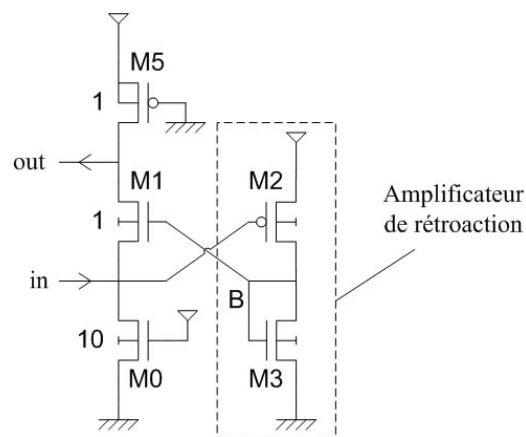 M5
1
out
M1
M2
1
Amplificateur
de rétroaction
in
B
10
M0
M3